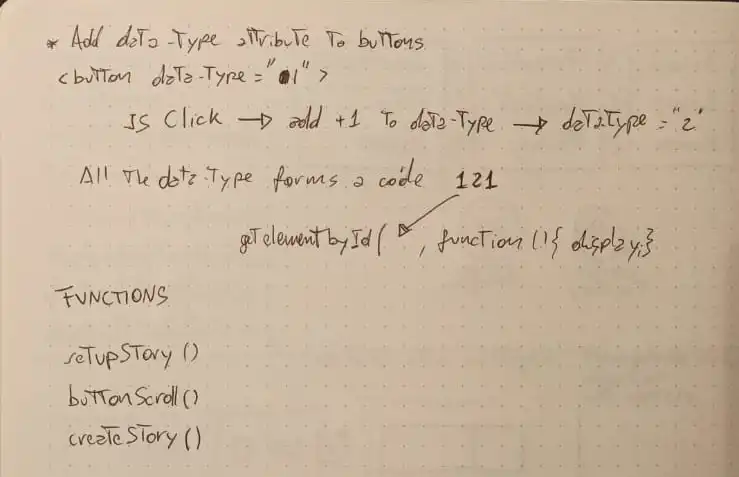 * Add data-Type attribute To buttons
<button data-Type="1">
JS Click → add +1 To data-Type → dataType="2"
All The data-Type forms a code 121
getelementbyId( , function (){ display;}
FUNCTIONS
setupStory ()
buttonScroll()
createStory ()